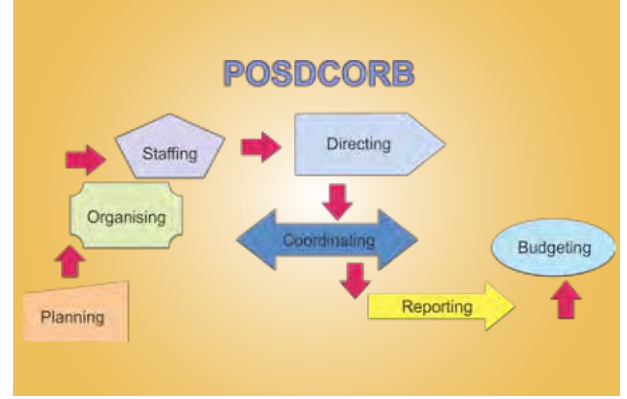 POSDCORB
Staffing
Directing
Organising
Coordinating
Budgeting
Reporting
Planning